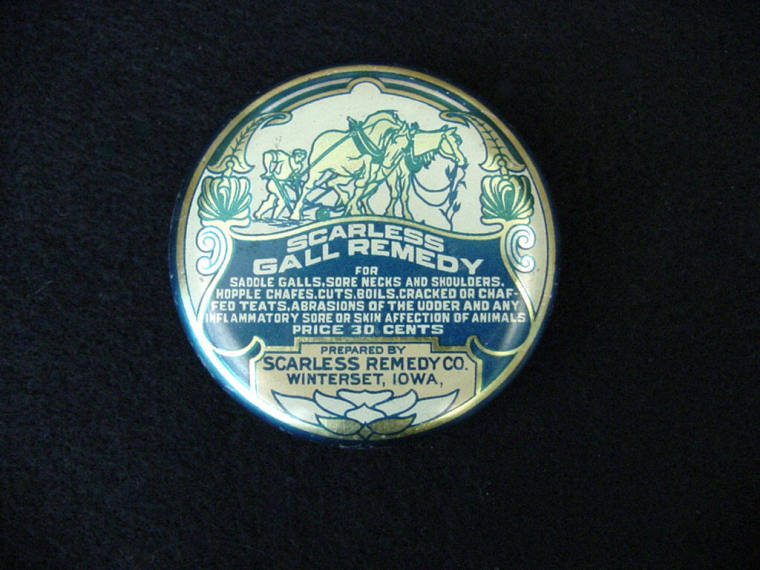 SCARLESS
GALL REMEDY
FOR
SADDLE GALLS, SORE NECKS AND SHOULDERS.
HOPPLE CHAFES, CUTS, BOILS, CRACKED OR CHAF-
FED TEATS, ABRASIONS OF THE UDDER AND ANY
INFLAMMATORY SORE OR SKIN AFFECTION OF ANIMALS
PRICE 30 CENTS
PREPARED BY
SCARLESS REMEDY CO.
WINTERSET, IOWA,